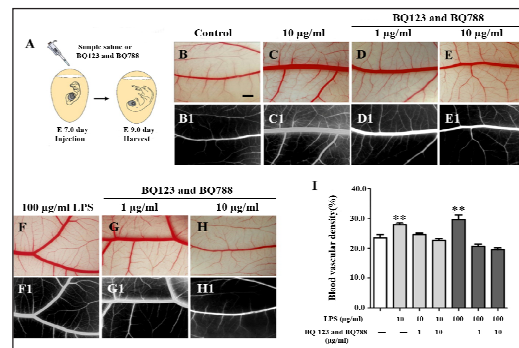 A
Simple saline or
BQ123 and BQ788
E 7.0 day
Injection
E 9.0 day
Harvest
BQ123 and BQ788
Control
10 µg/ml
1 µg/ml
10 µg/ml
B
C
D
E
B1
C1
D1
E1
BQ123 and BQ788
100 µg/ml LPS
1 µg/ml
10 µg/ml
F
G
H
F1
G1
H1
I
Blood vascular density(%)
40.0
30.0
20.0
10.0
0.0
**
**
LPS (µg/ml)
— 10 10 10 100 100 100
BQ-123 and BQ788
(µg/ml)
— — 1 10 — 1 10